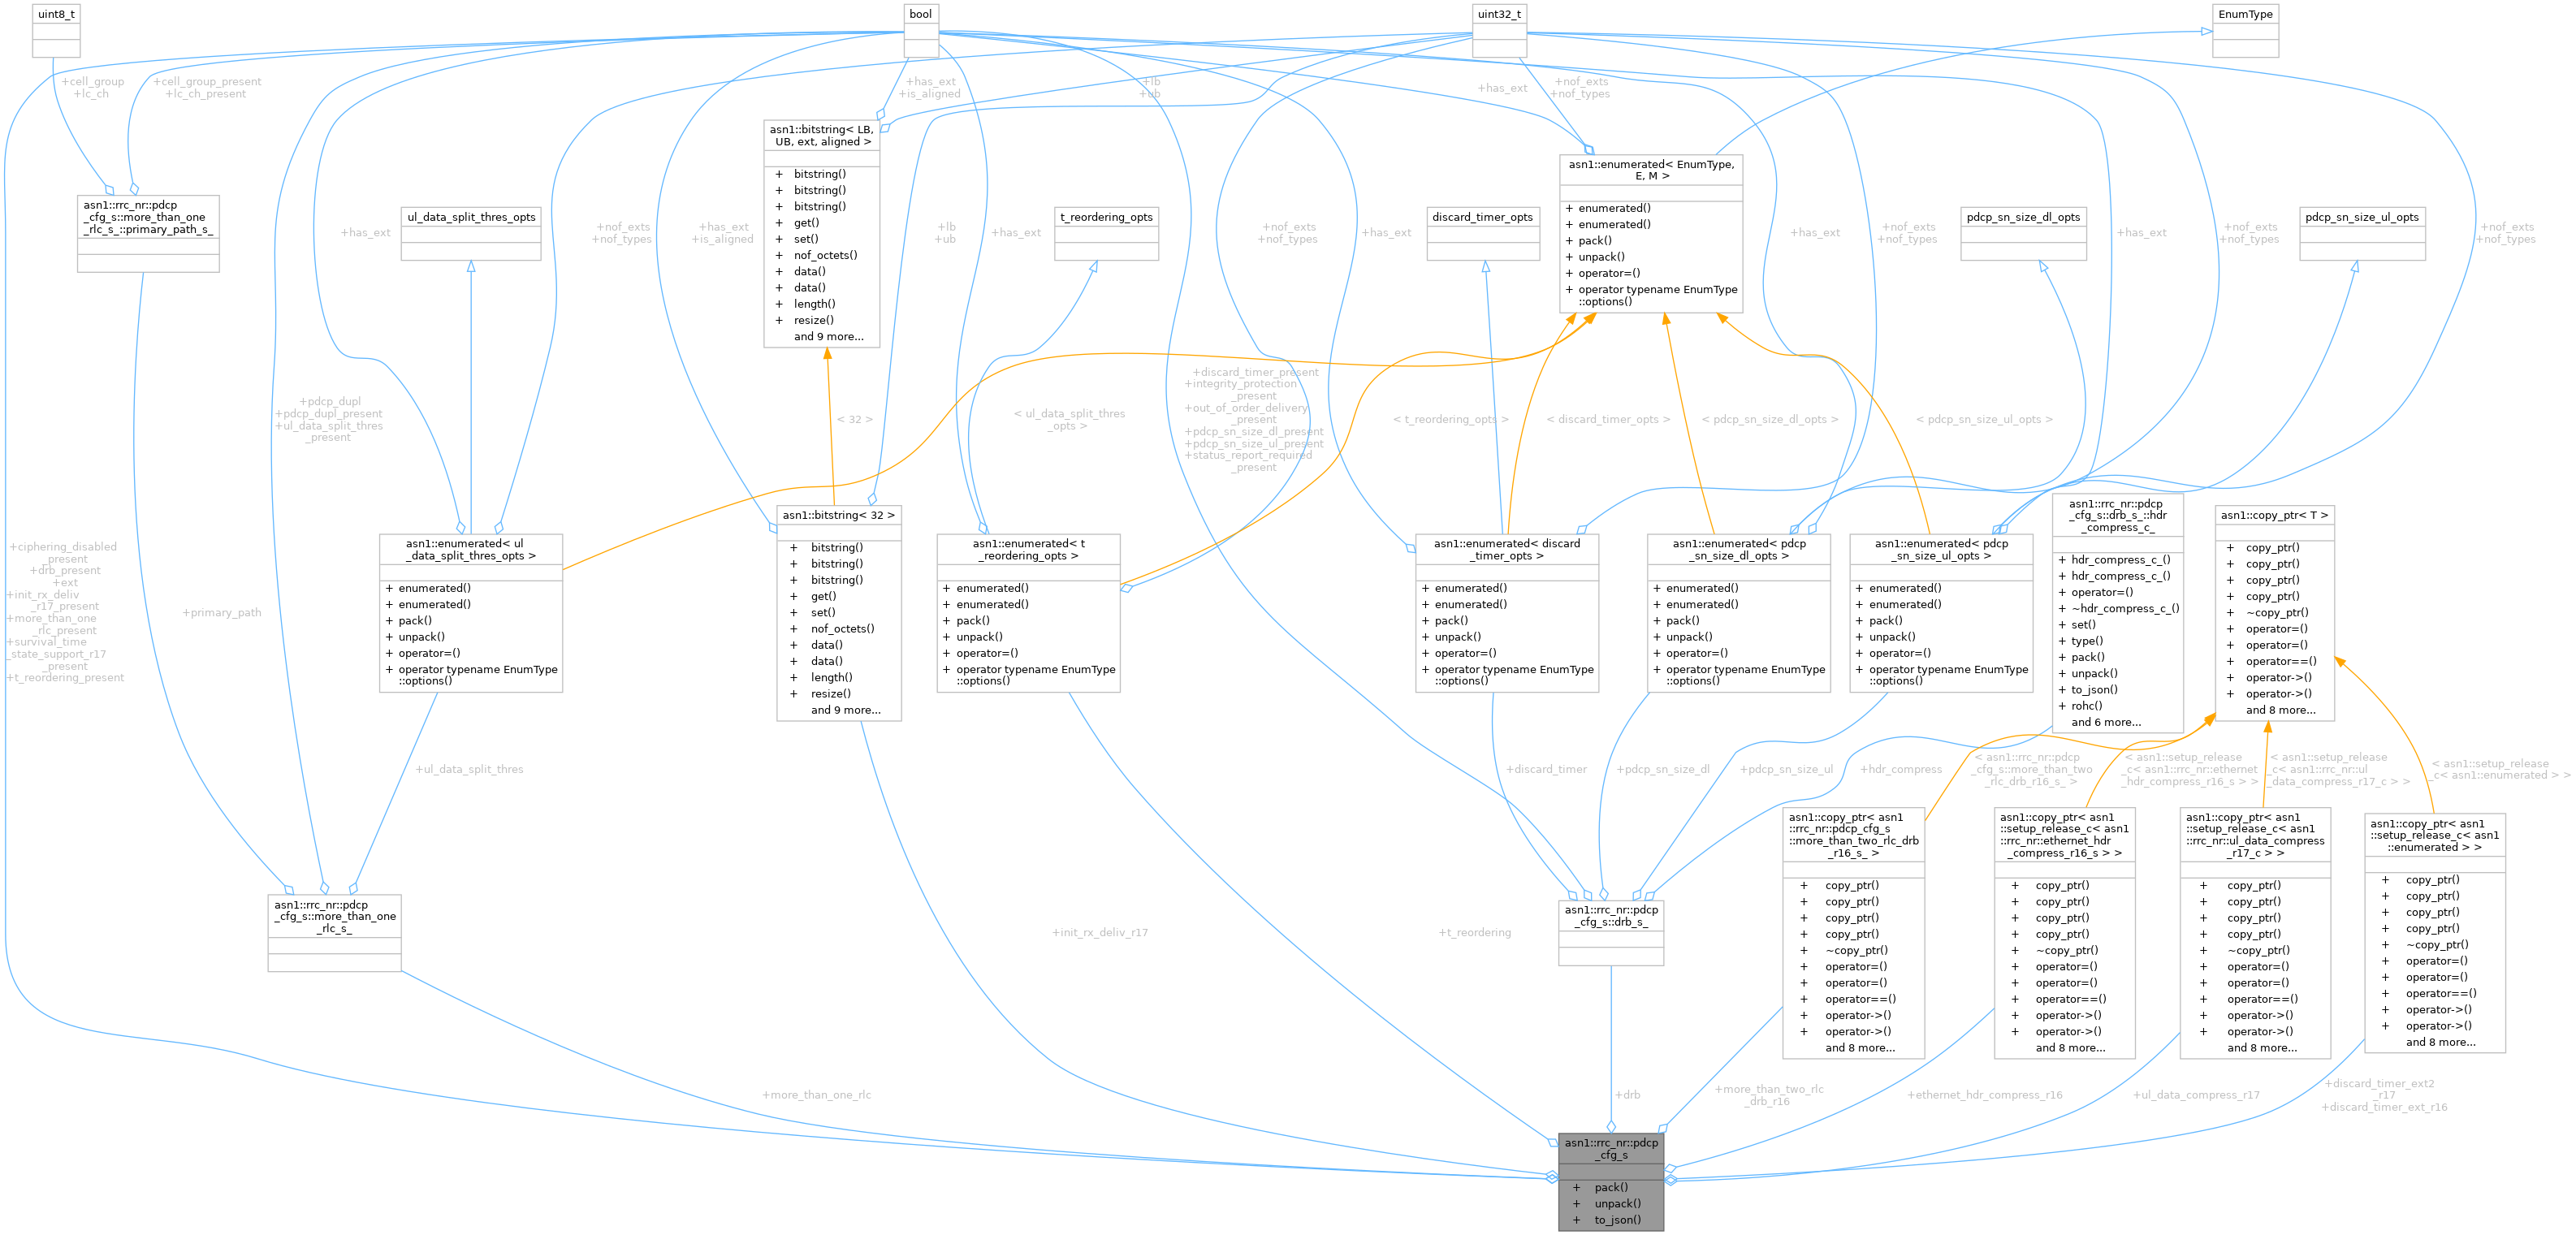 uint8_t
bool
uint32_t
EnumType
+cell_group
+lc_ch
+cell_group_present
+lc_ch_present
+has_ext
+is_aligned
+lb
+ub
+has_ext
+nof_exts
+nof_types
asn1::bitstring< LB,
UB, ext, aligned >
+ bitstring()
+ bitstring()
+ bitstring()
+ get()
+ set()
+ nof_octets()
+ data()
+ data()
+ length()
+ resize()
and 9 more...
asn1::enumerated< EnumType,
E, M >
+ enumerated()
+ enumerated()
+ pack()
+ unpack()
+ operator=()
+ operator typename EnumType
::options()
asn1::rrc_nr::pdcp
_cfg_s::more_than_one
_rlc_s_::primary_path_s_
+has_ext
ul_data_split_thres_opts
+nof_exts
+nof_types
+has_ext
+is_aligned
+lb
+ub
+has_ext
t_reordering_opts
+nof_exts
+nof_types
+has_ext
discard_timer_opts
+has_ext
+nof_exts
+nof_types
pdcp_sn_size_dl_opts
+has_ext
+nof_exts
+nof_types
pdcp_sn_size_ul_opts
+nof_exts
+nof_types
+pdcp_dupl
+pdcp_dupl_present
+ul_data_split_thres
_present
< 32 >
< ul_data_split_thres
_opts >
+discard_timer_present
+integrity_protection
_present
+out_of_order_delivery
_present
+pdcp_sn_size_dl_present
+pdcp_sn_size_ul_present
+status_report_required
_present
< t_reordering_opts >
< discard_timer_opts >
< pdcp_sn_size_dl_opts >
< pdcp_sn_size_ul_opts >
+ciphering_disabled
_present
+drb_present
+ext
+init_rx_deliv
_r17_present
+more_than_one
_rlc_present
+survival_time
_state_support_r17
_present
+t_reordering_present
+primary_path
asn1::enumerated< ul
_data_split_thres_opts >
+ enumerated()
+ enumerated()
+ pack()
+ unpack()
+ operator=()
+ operator typename EnumType
::options()
asn1::bitstring< 32 >
+ bitstring()
+ bitstring()
+ bitstring()
+ get()
+ set()
+ nof_octets()
+ data()
+ data()
+ length()
+ resize()
and 9 more...
asn1::enumerated< t
_reordering_opts >
+ enumerated()
+ enumerated()
+ pack()
+ unpack()
+ operator=()
+ operator typename EnumType
::options()
asn1::enumerated< discard
_timer_opts >
+ enumerated()
+ enumerated()
+ pack()
+ unpack()
+ operator=()
+ operator typename EnumType
::options()
asn1::enumerated< pdcp
_sn_size_dl_opts >
+ enumerated()
+ enumerated()
+ pack()
+ unpack()
+ operator=()
+ operator typename EnumType
::options()
asn1::enumerated< pdcp
_sn_size_ul_opts >
+ enumerated()
+ enumerated()
+ pack()
+ unpack()
+ operator=()
+ operator typename EnumType
::options()
asn1::rrc_nr::pdcp
_cfg_s::drb_s_::hdr
_compress_c_
+ hdr_compress_c_()
+ hdr_compress_c_()
+ operator=()
+ ~hdr_compress_c_()
+ set()
+ type()
+ pack()
+ unpack()
+ to_json()
+ rohc()
and 6 more...
asn1::copy_ptr< T >
+ copy_ptr()
+ copy_ptr()
+ copy_ptr()
+ copy_ptr()
+ ~copy_ptr()
+ operator=()
+ operator=()
+ operator==()
+ operator->()
+ operator->()
and 8 more...
+ul_data_split_thres
+discard_timer
+pdcp_sn_size_dl
+pdcp_sn_size_ul
+hdr_compress
< asn1::rrc_nr::pdcp
_cfg_s::more_than_two
_rlc_drb_r16_s_ >
< asn1::setup_release
_c< asn1::rrc_nr::ethernet
_hdr_compress_r16_s > >
< asn1::setup_release
_c< asn1::rrc_nr::ul
_data_compress_r17_c > >
< asn1::setup_release
_c< asn1::enumerated > >
asn1::rrc_nr::pdcp
_cfg_s::more_than_one
_rlc_s_
+init_rx_deliv_r17
+t_reordering
asn1::rrc_nr::pdcp
_cfg_s::drb_s_
asn1::copy_ptr< asn1
::rrc_nr::pdcp_cfg_s
::more_than_two_rlc_drb
_r16_s_ >
+ copy_ptr()
+ copy_ptr()
+ copy_ptr()
+ copy_ptr()
+ ~copy_ptr()
+ operator=()
+ operator=()
+ operator==()
+ operator->()
+ operator->()
and 8 more...
asn1::copy_ptr< asn1
::setup_release_c< asn1
::rrc_nr::ethernet_hdr
_compress_r16_s > >
+ copy_ptr()
+ copy_ptr()
+ copy_ptr()
+ copy_ptr()
+ ~copy_ptr()
+ operator=()
+ operator=()
+ operator==()
+ operator->()
+ operator->()
and 8 more...
asn1::copy_ptr< asn1
::setup_release_c< asn1
::rrc_nr::ul_data_compress
_r17_c > >
+ copy_ptr()
+ copy_ptr()
+ copy_ptr()
+ copy_ptr()
+ ~copy_ptr()
+ operator=()
+ operator=()
+ operator==()
+ operator->()
+ operator->()
and 8 more...
asn1::copy_ptr< asn1
::setup_release_c< asn1
::enumerated > >
+ copy_ptr()
+ copy_ptr()
+ copy_ptr()
+ copy_ptr()
+ ~copy_ptr()
+ operator=()
+ operator=()
+ operator==()
+ operator->()
+ operator->()
and 8 more...
+more_than_one_rlc
+drb
+more_than_two_rlc
_drb_r16
+ethernet_hdr_compress_r16
+ul_data_compress_r17
+discard_timer_ext2
_r17
+discard_timer_ext_r16
asn1::rrc_nr::pdcp
_cfg_s
+ pack()
+ unpack()
+ to_json()